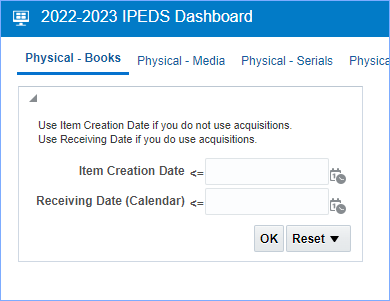 2022-2023 IPEDS Dashboard
Physical - Books Physical - Media Physical - Serials Physica
Use Item Creation Date if you do not use acquisitions.
Use Receiving Date if you do use acquisitions.
Item Creation Date <=
Receiving Date (Calendar) <=
OK Reset